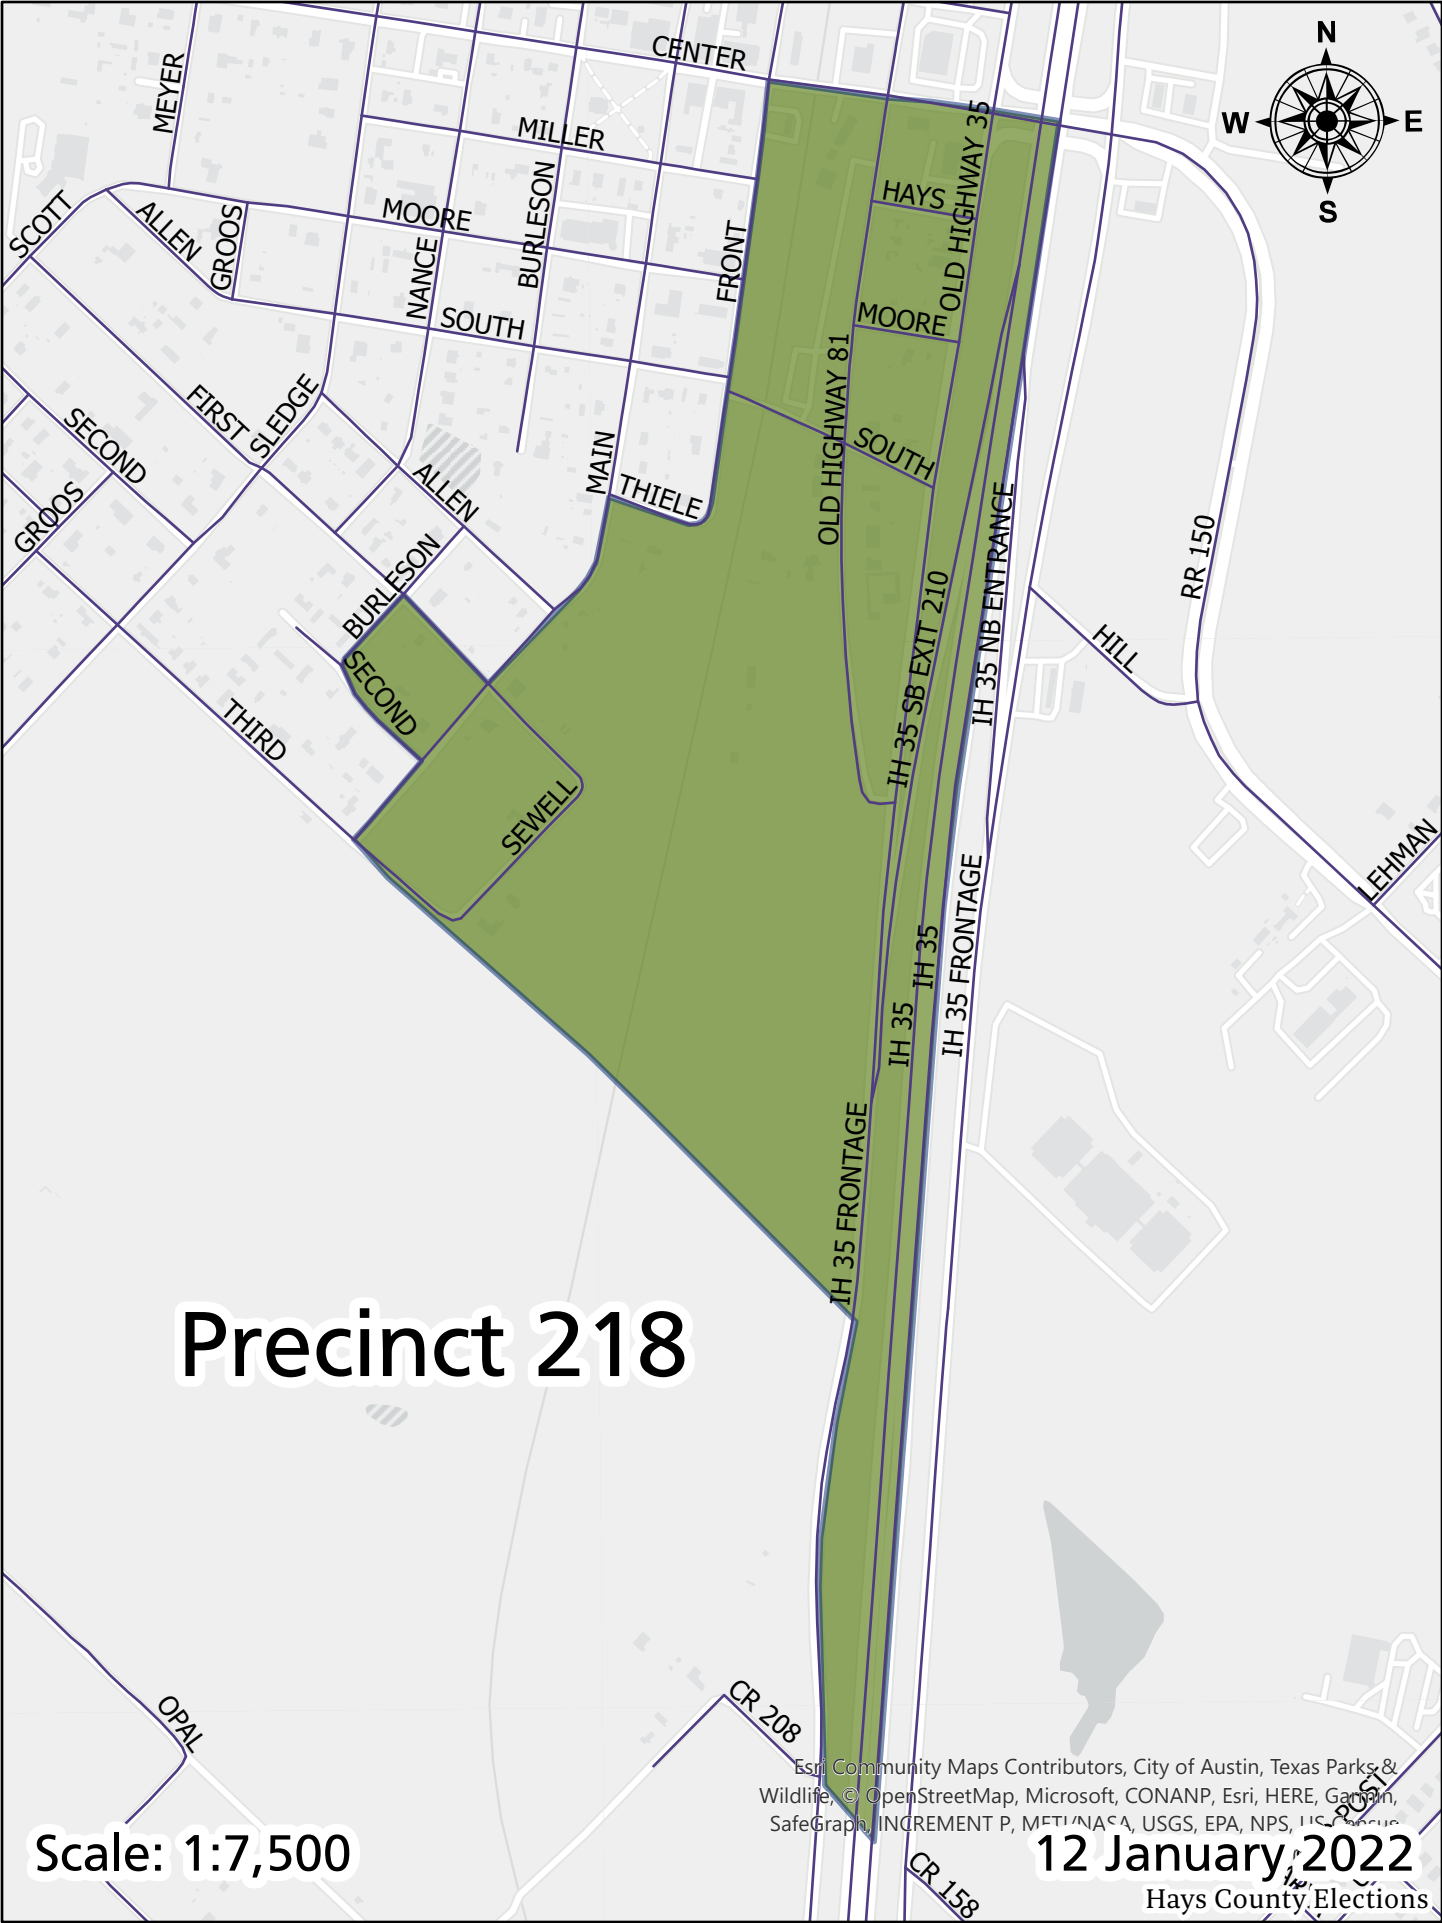 CENTER
N
MEYER
OLD HIGHWAY 35
W
E
MILLER
HAYS
SCOTT
ALLEN
GROOS
MOORE
BURLESON
S
NANCE
FRONT
SOUTH
MOORE
OLD HIGHWAY 81
FIRST
SLEDGE
SECOND
MAIN
SOUTH
ALLEN
THIELE
GROOS
IH 35 NB ENTRANCE
RR 150
BURLESON
IH 35 SB EXIT 210
HILL
SECOND
THIRD
SEWELL
LEHMAN
IH 35 FRONTAGE
IH 35
IH 35
IH 35 FRONTAGE
Precinct 218
OPAL
CR 208
Esri Community Maps Contributors, City of Austin, Texas Parks &
Wildlife, © OpenStreetMap, Microsoft, CONANP, Esri, HERE, Garmin,
SafeGraph, INCREMENT P, METI/NASA, USGS, EPA, NPS, US Census
POST
Scale: 1:7,500
12 January 2022
CR 158
Hays County Elections